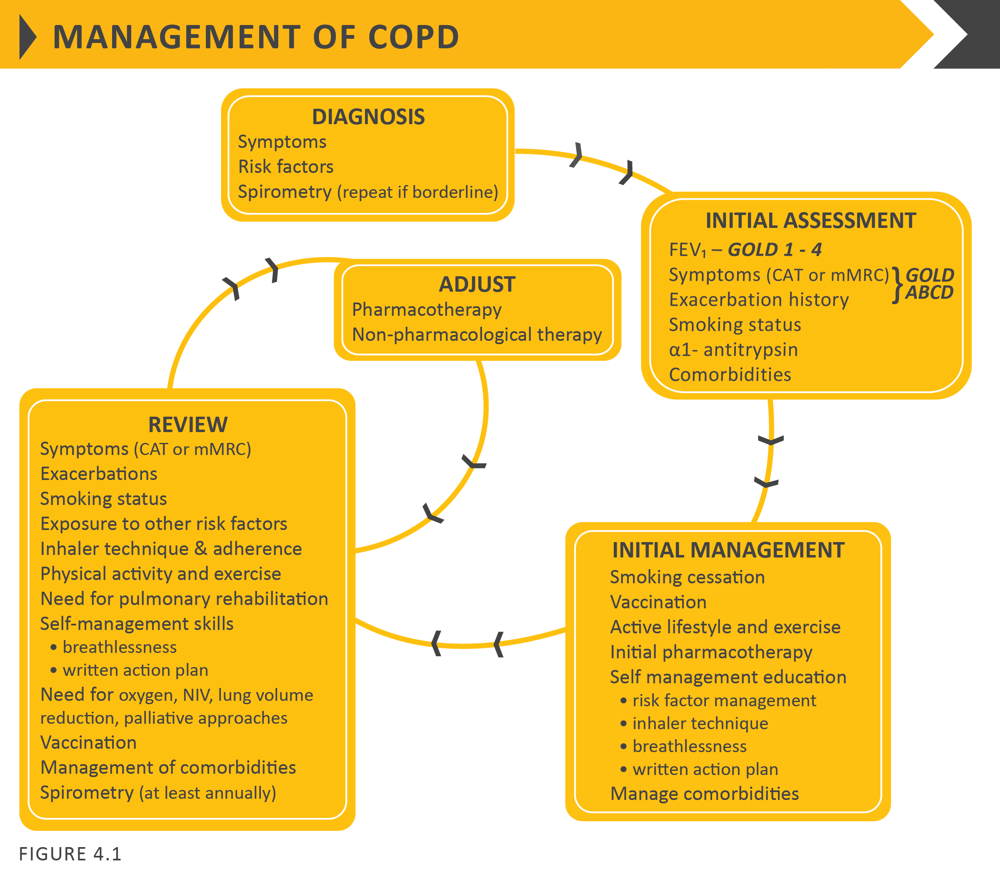 MANAGEMENT OF COPD
DIAGNOSIS
Symptoms
Risk factors
Spirometry (repeat if borderline)
INITIAL ASSESSMENT
FEV₁ – GOLD 1 - 4
Symptoms (CAT or mMRC)
Exacerbation history
} GOLD
ABCD
Smoking status
α1- antitrypsin
Comorbidities
INITIAL MANAGEMENT
Smoking cessation
Vaccination
Active lifestyle and exercise
Initial pharmacotherapy
Self management education
• risk factor management
• inhaler technique
• breathlessness
• written action plan
Manage comorbidities
REVIEW
Symptoms (CAT or mMRC)
Exacerbations
Smoking status
Exposure to other risk factors
Inhaler technique & adherence
Physical activity and exercise
Need for pulmonary rehabilitation
Self-management skills
• breathlessness
• written action plan
Need for oxygen, NIV, lung volume
reduction, palliative approaches
Vaccination
Management of comorbidities
Spirometry (at least annually)
ADJUST
Pharmacotherapy
Non-pharmacological therapy
FIGURE 4.1